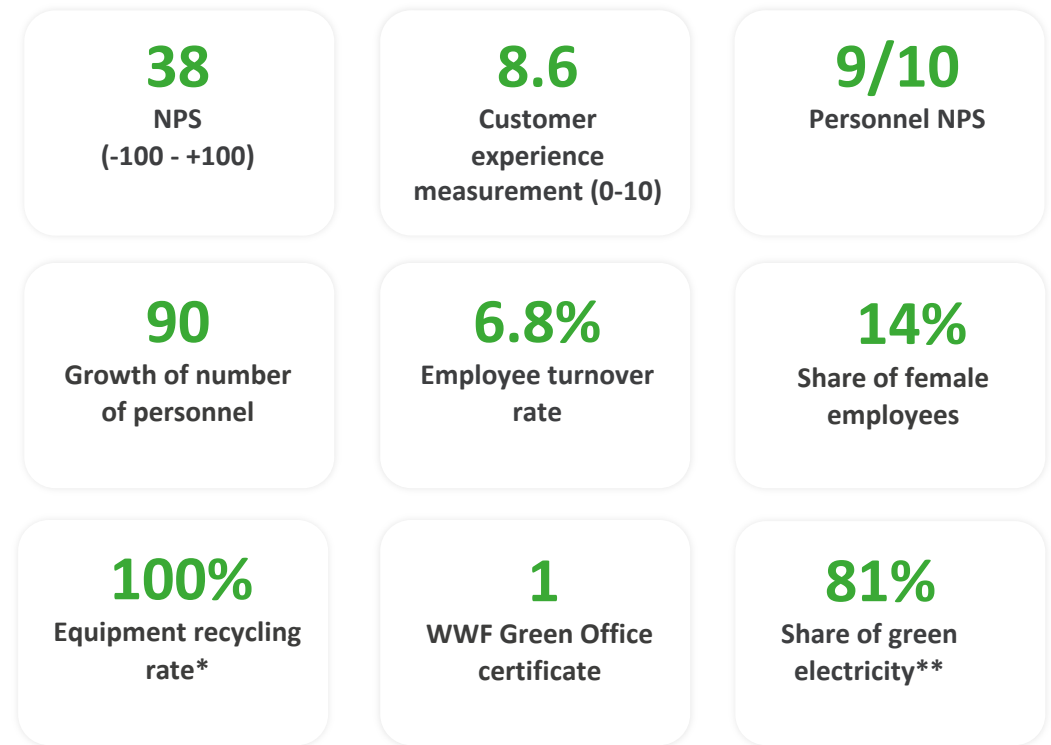 38
NPS
(-100 - +100)
8.6
Customer
experience
measurement (0-10)
9/10
Personnel NPS
90
Growth of number
of personnel
6.8%
Employee turnover
rate
14%
Share of female
employees
100%
Equipment recycling
rate*
1
WWF Green Office
certificate
81%
Share of green
electricity**